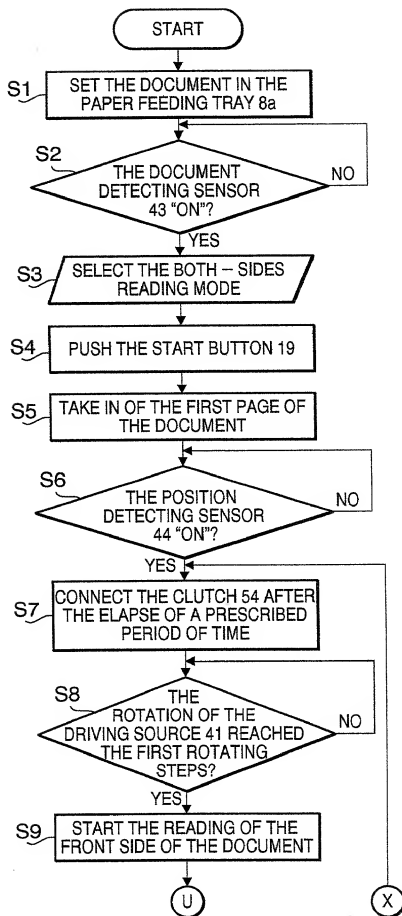 START
S1
SET THE DOCUMENT IN THE
PAPER FEEDING TRAY 8a
S2
THE DOCUMENT
DETECTING SENSOR
43 "ON"?
NO
YES
S3
SELECT THE BOTH – SIDES
READING MODE
S4
PUSH THE START BUTTON 19
S5
TAKE IN OF THE FIRST PAGE OF
THE DOCUMENT
S6
THE POSITION
DETECTING SENSOR
44 "ON"?
NO
YES
S7
CONNECT THE CLUTCH 54 AFTER
THE ELAPSE OF A PRESCRIBED
PERIOD OF TIME
S8
THE
ROTATION OF THE
DRIVING SOURCE 41 REACHED
THE FIRST ROTATING
STEPS?
NO
YES
S9
START THE READING OF THE
FRONT SIDE OF THE DOCUMENT
U
X